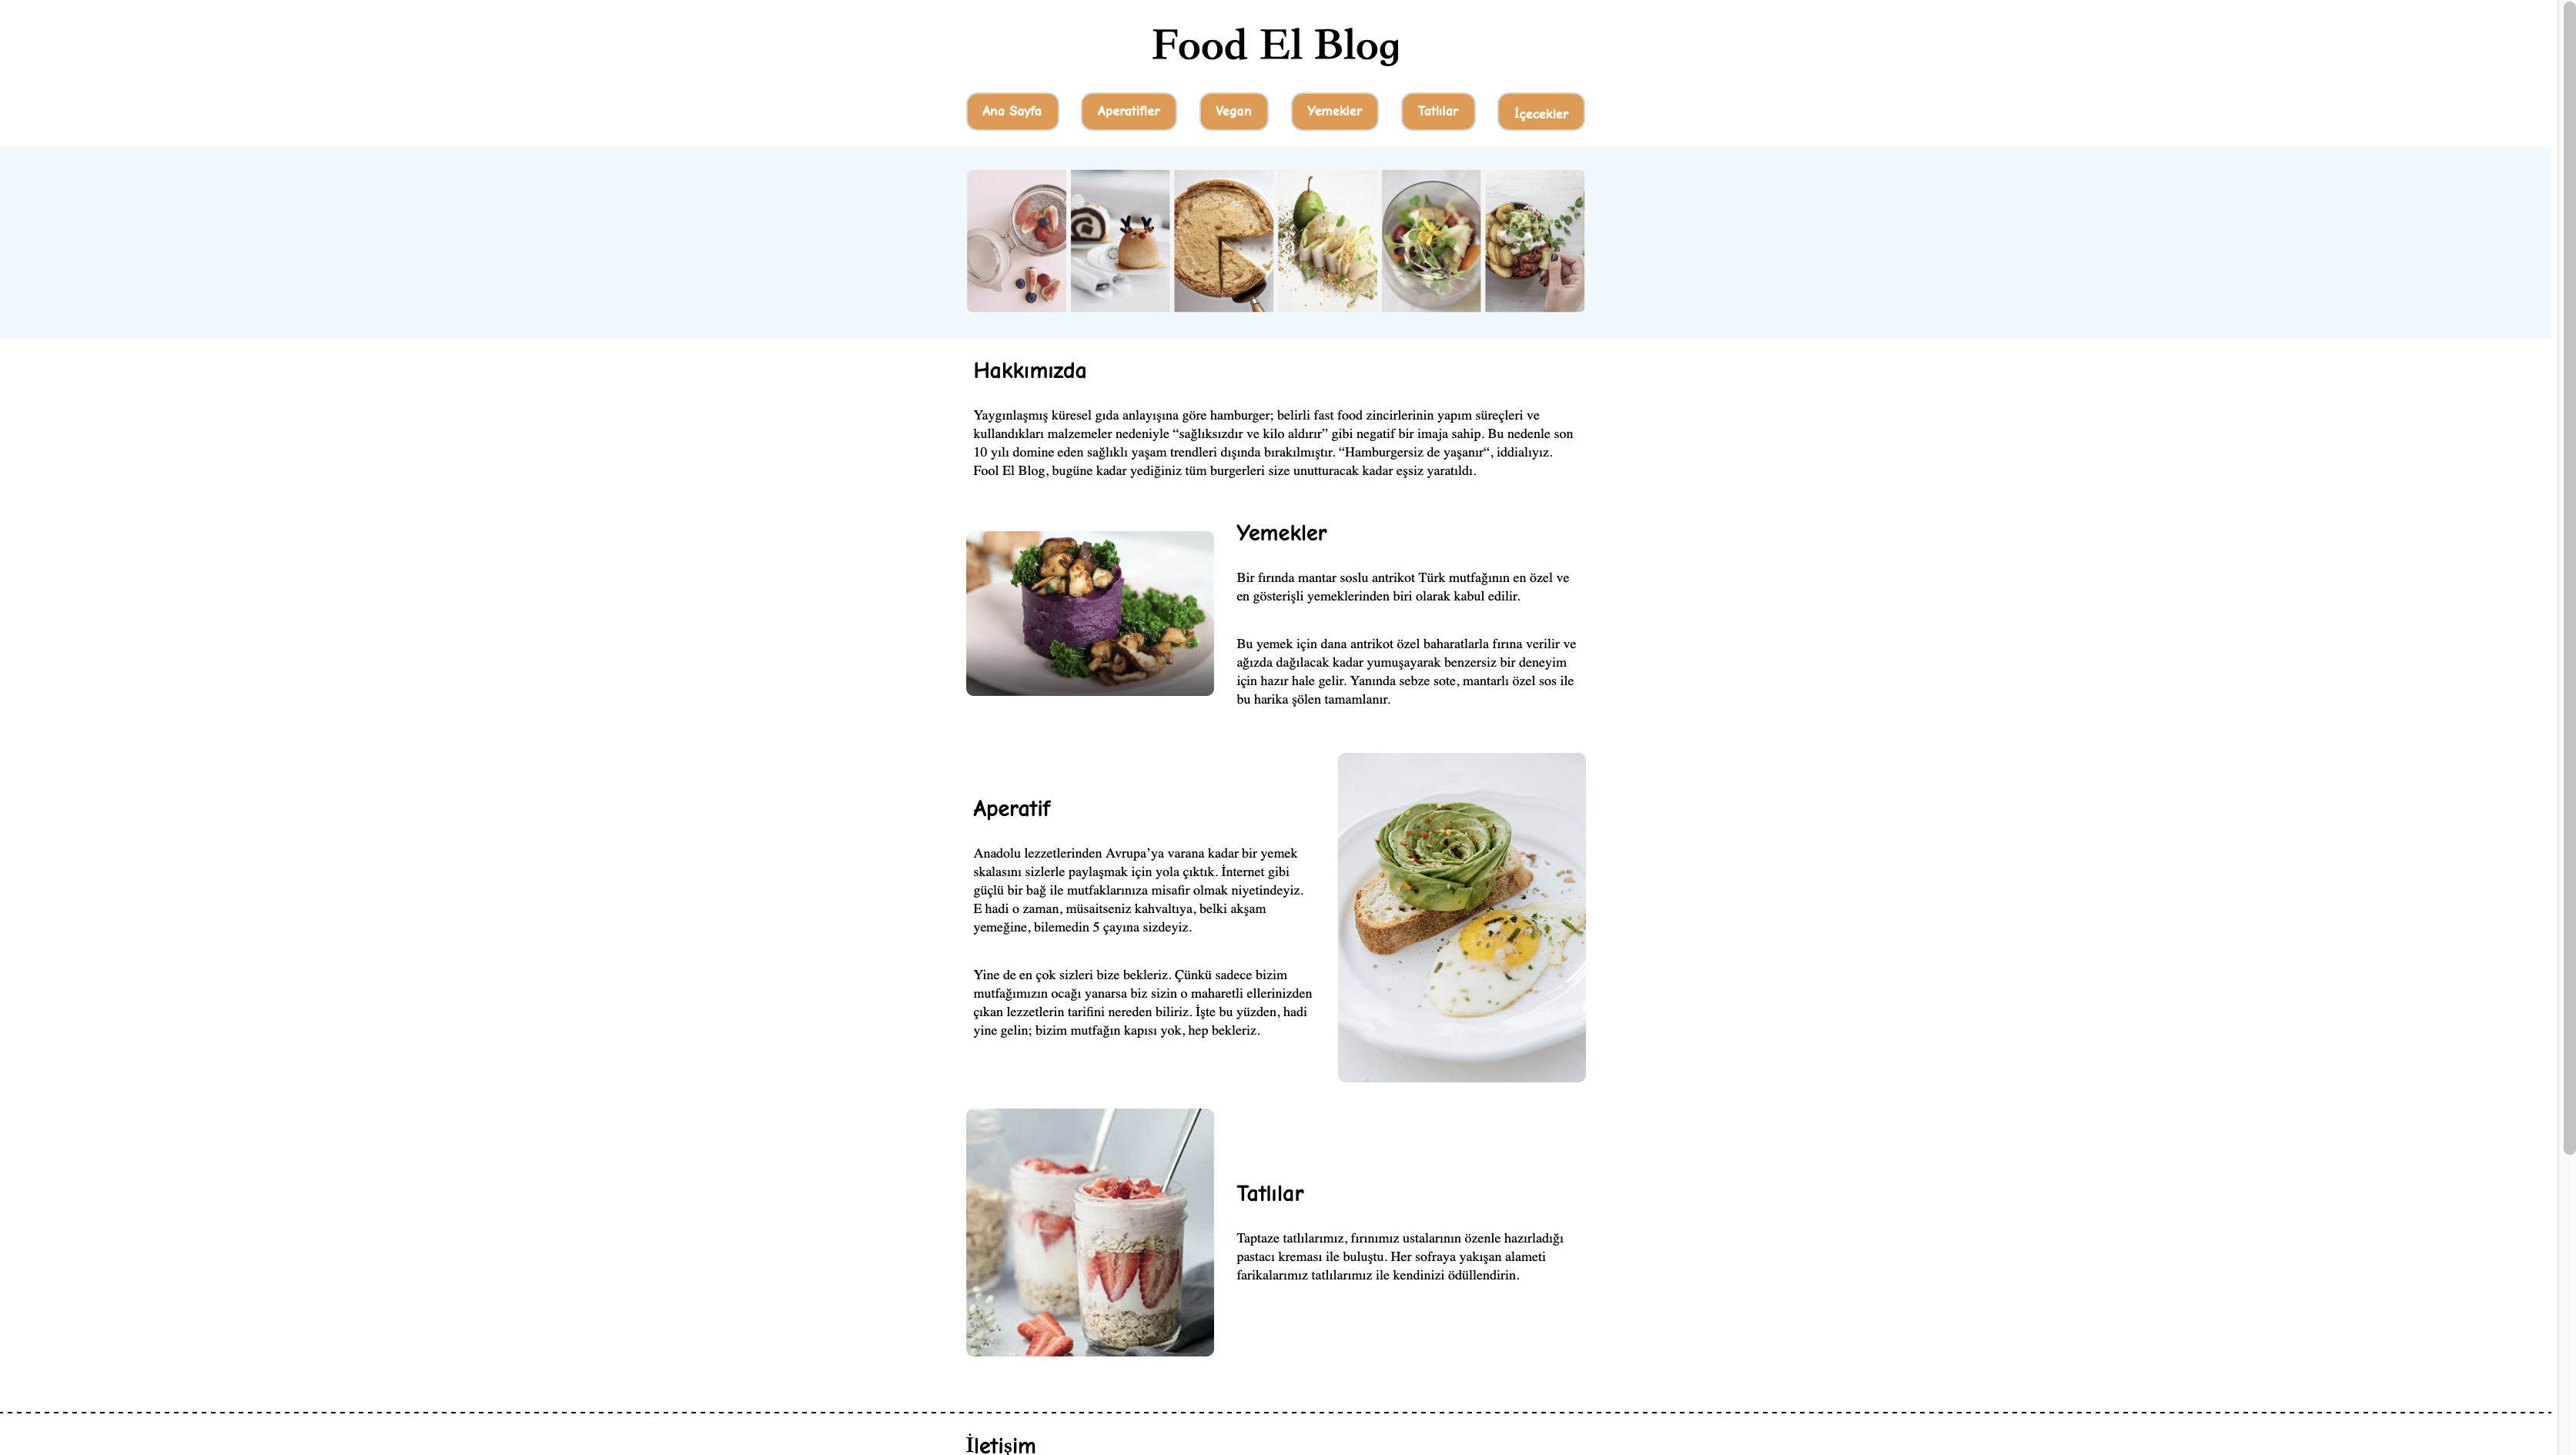 Food El Blog
Ana Sayfa
Aperatifler
Vegan
Yemekler
Tatlılar
İçecekler
Hakkımızda
Yaygınlaşmış küresel gıda anlayışına göre hamburger; belirli fast food zincirlerinin yapım süreçleri ve
kullandıkları malzemeler nedeniyle “sağlıksızdır ve kilo aldırır” gibi negatif bir imaja sahip. Bu nedenle son
10 yılı domine eden sağlıklı yaşam trendleri dışında bırakılmıştır. “Hamburgersiz de yaşanır“, iddialıyız.
Fool El Blog, bugüne kadar yediğiniz tüm burgerleri size unutturacak kadar eşsiz yaratıldı.
Yemekler
Bir fırında mantar soslu antrikot Türk mutfağının en özel ve
en gösterişli yemeklerinden biri olarak kabul edilir.
Bu yemek için dana antrikot özel baharatlarla fırına verilir ve
ağızda dağılacak kadar yumuşayarak benzersiz bir deneyim
için hazır hale gelir. Yanında sebze sote, mantarlı özel sos ile
bu harika şölen tamamlanır.
Aperatif
Anadolu lezzetlerinden Avrupa’ya varana kadar bir yemek
skalasını sizlerle paylaşmak için yola çıktık. İnternet gibi
güçlü bir bağ ile mutfaklarınıza misafir olmak niyetindeyiz.
E hadi o zaman, müsaitseniz kahvaltıya, belki akşam
yemeğine, bilemedin 5 çayına sizdeyiz.
Yine de en çok sizleri bize bekleriz. Çünkü sadece bizim
mutfağımızın ocağı yanarsa biz sizin o maharetli ellerinizden
çıkan lezzetlerin tarifini nereden biliriz. İşte bu yüzden, hadi
yine gelin; bizim mutfağın kapısı yok, hep bekleriz.
Tatlılar
Taptaze tatlılarımız, fırınımız ustalarının özenle hazırladığı
pastacı kreması ile buluştu. Her sofraya yakışan alameti
farikalarımız tatlılarımız ile kendinizi ödüllendirin.
İletişim